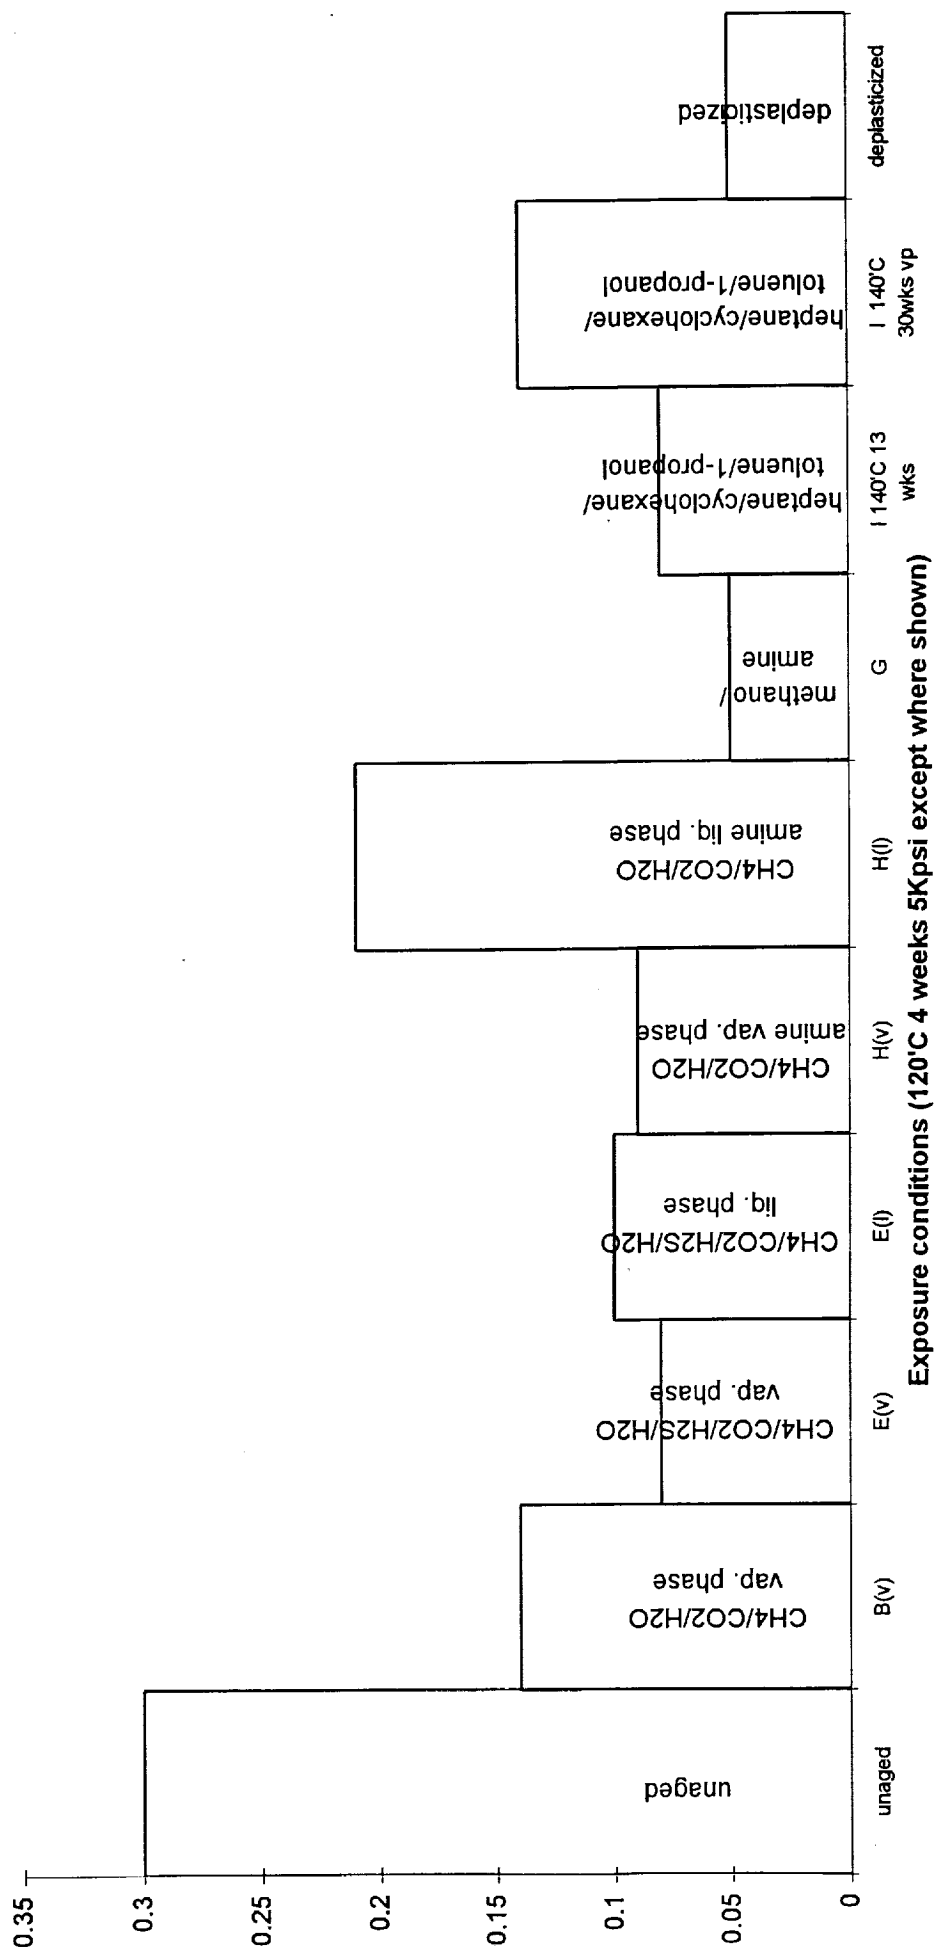 0.35
0.3
0.25
0.2
0.15
0.1
0.05
0
unaged
CH4/CO2/H2O
vap. phase
CH4/CO2/H2S/H2O
vap. phase
CH4/CO2/H2S/H2O
liq. phase
CH4/CO2/H2O
amine vap. phase
CH4/CO2/H2O
amine liq. phase
methano/
amine
heptane/cyclohexane/
toluene/1-propanol
heptane/cyclohexane/
toluene/1-propanol
deplasticized
unaged
B(v)
E(v)
E(l)
H(v)
H(l)
G
I 140'C 13
wks
I 140'C
30wks vp
deplasticized
Exposure conditions (120'C 4 weeks 5Kpsi except where shown)